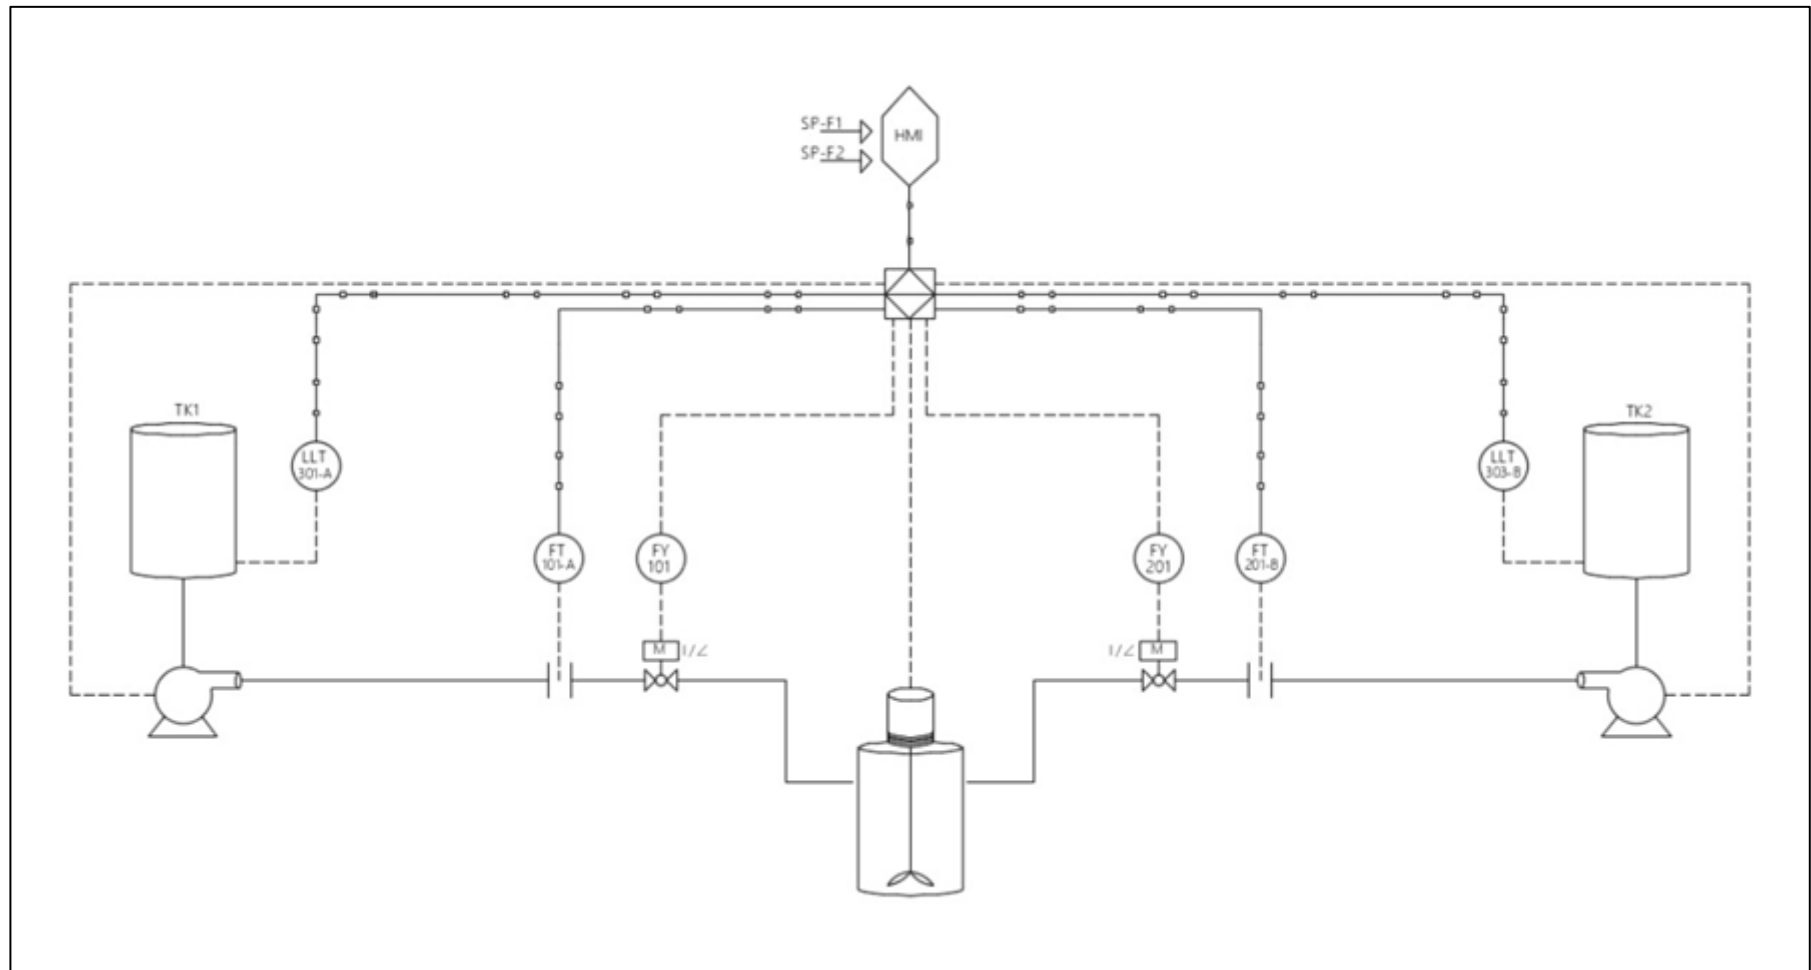 SP-F1
HMI
SP-F2
TK1
TK2
LLT
301-A
LLT
303-B
FT
101-A
FY
101
FY
201
FT
201-B
M
I/∠
I/∠
M